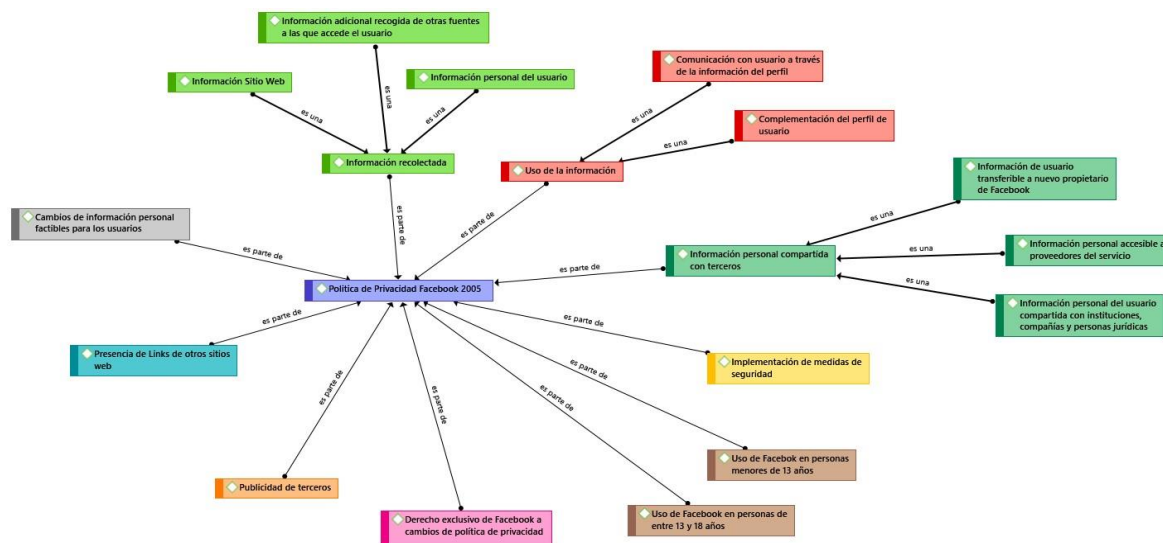 Información adicional recogida de otras fuentes
a las que accede el usuario
Información Sitio Web
Información personal del usuario
es una
es una
es una
Información recolectada
Comunicación con usuario a través
de la información del perfil
Complementación del perfil de
usuario
es una
es una
Uso de la información
Información de usuario
transferible a nuevo propietario
de Facebook
es una
Cambios de información personal
factibles para los usuarios
es parte de
es parte de
es parte de
Información personal compartida
con terceros
es una
Información personal accesible a
proveedores del servicio
es parte de
es una
Información personal del usuario
compartida con instituciones,
compañías y personas jurídicas
Política de Privacidad Facebook 2005
es parte de
es parte de
Presencia de Links de otros sitios
web
Implementación de medidas de
seguridad
es parte de
es parte de
es parte de
es parte de
Uso de Facebok en personas
menores de 13 años
Publicidad de terceros
Derecho exclusivo de Facebook a
cambios de política de privacidad
Uso de Facebook en personas de
entre 13 y 18 años